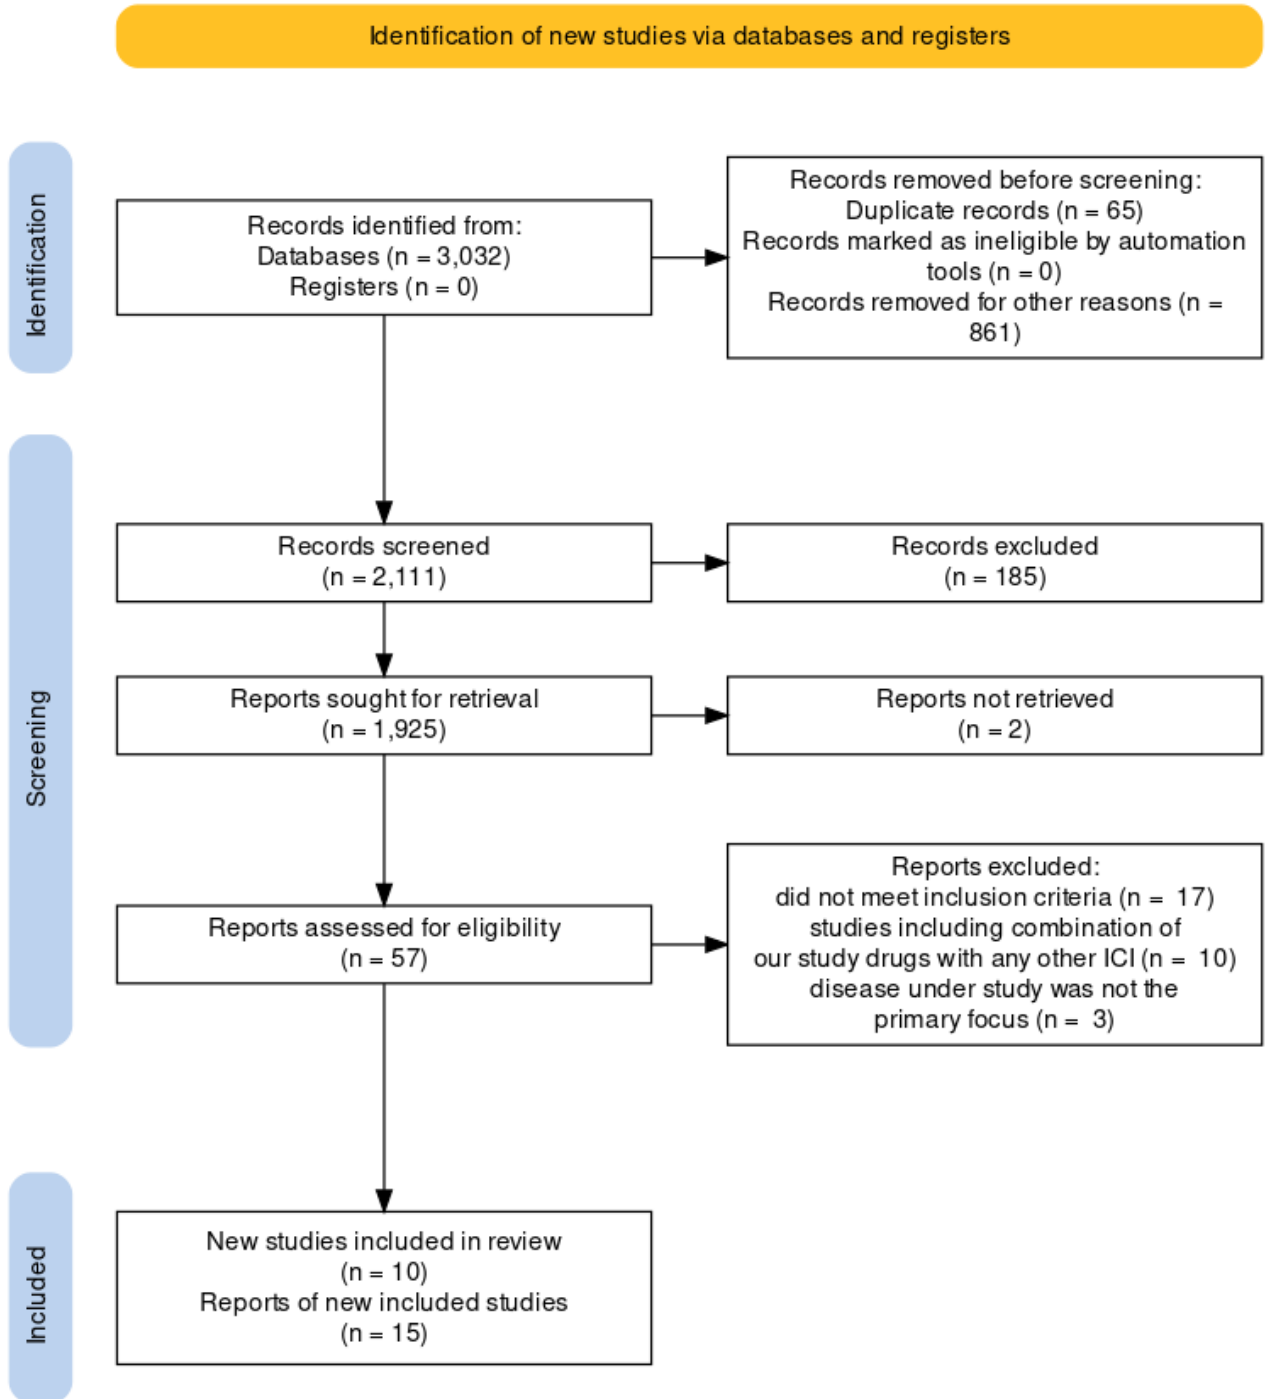 Identification of new studies via databases and registers
Identification
Records identified from:
Databases (n = 3,032)
Registers (n = 0)
Records removed before screening:
Duplicate records (n = 65)
Records marked as ineligible by automation
tools (n = 0)
Records removed for other reasons (n =
861)
Screening
Records screened
(n = 2,111)
Records excluded
(n = 185)
Reports sought for retrieval
(n = 1,925)
Reports not retrieved
(n = 2)
Reports assessed for eligibility
(n = 57)
Reports excluded:
did not meet inclusion criteria (n = 17)
studies including combination of
our study drugs with any other ICI (n = 10)
disease under study was not the
primary focus (n = 3)
Included
New studies included in review
(n = 10)
Reports of new included studies
(n = 15)